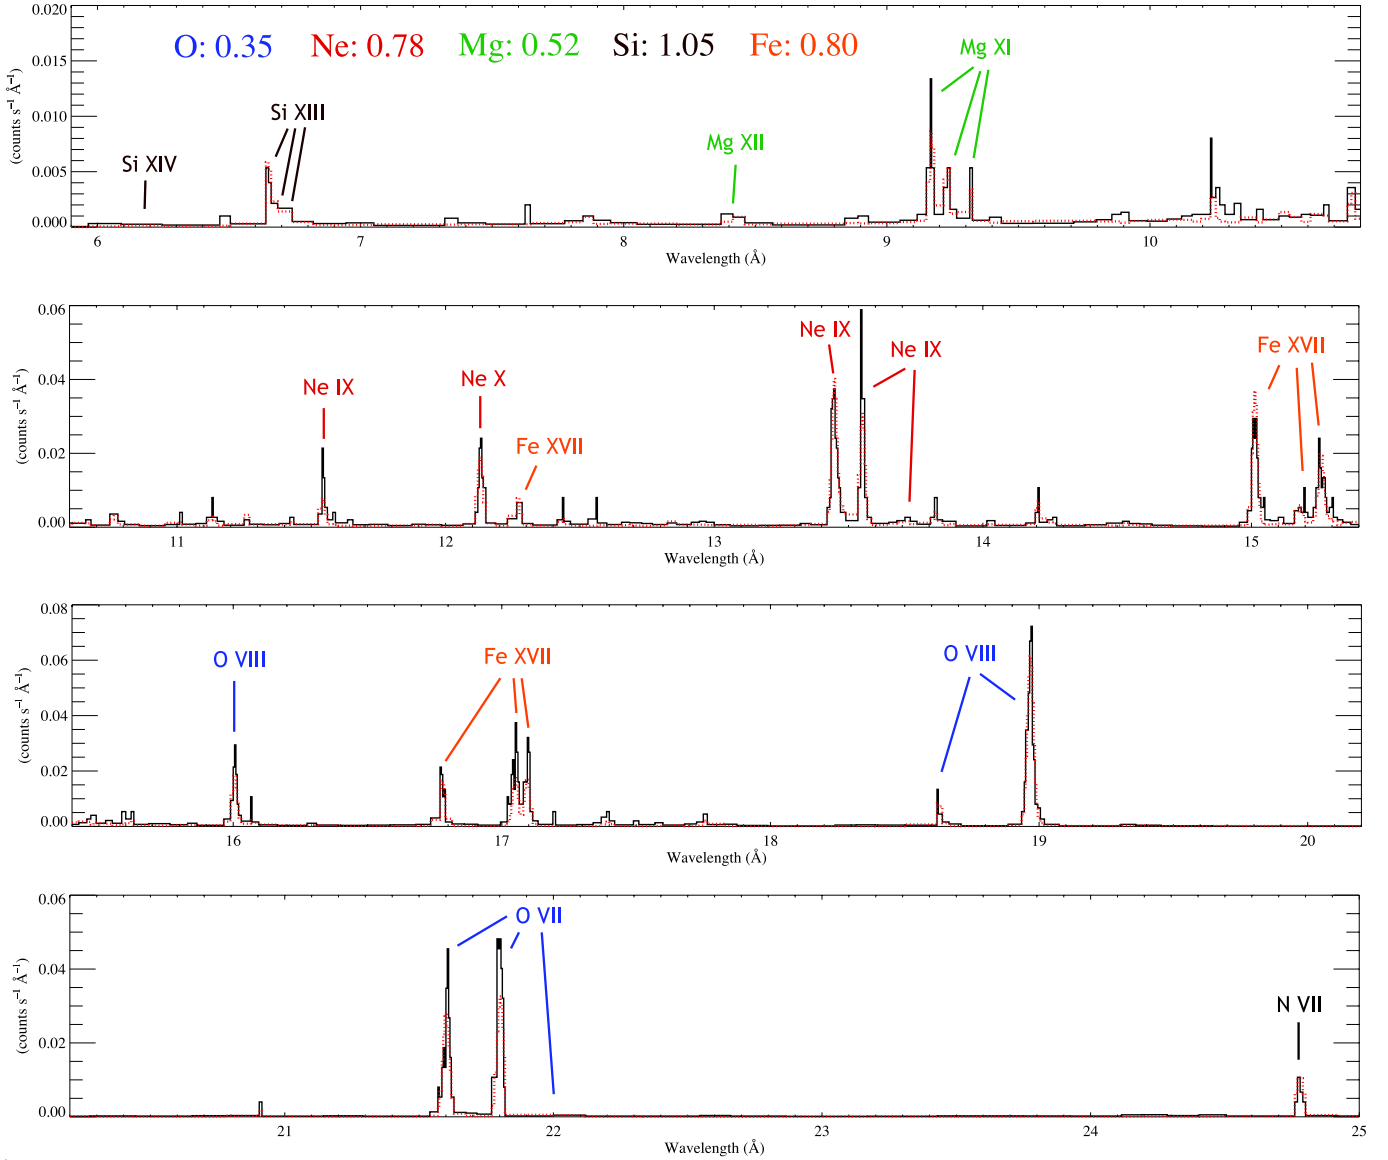 0.020
O: 0.35 Ne: 0.78 Mg: 0.52 Si: 1.05 Fe: 0.80
Mg XI
0.015
Si XIII
0.010
Mg XII
Si XIV
0.005
0.000
(counts s⁻¹ Å⁻¹)
6 7 8 9 10
Wavelength (Å)
0.06
Ne IX
Ne IX
Fe XVII
Ne IX
Ne X
0.04
Fe XVII
0.02
0.00
(counts s⁻¹ Å⁻¹)
11 12 13 14 15
Wavelength (Å)
0.08
O VIII
Fe XVII
O VIII
0.06
0.04
0.02
0.00
(counts s⁻¹ Å⁻¹)
16 17 18 19 20
Wavelength (Å)
0.06
O VII
0.04
N VII
0.02
0.00
(counts s⁻¹ Å⁻¹)
21 22 23 24 25
Wavelength (Å)